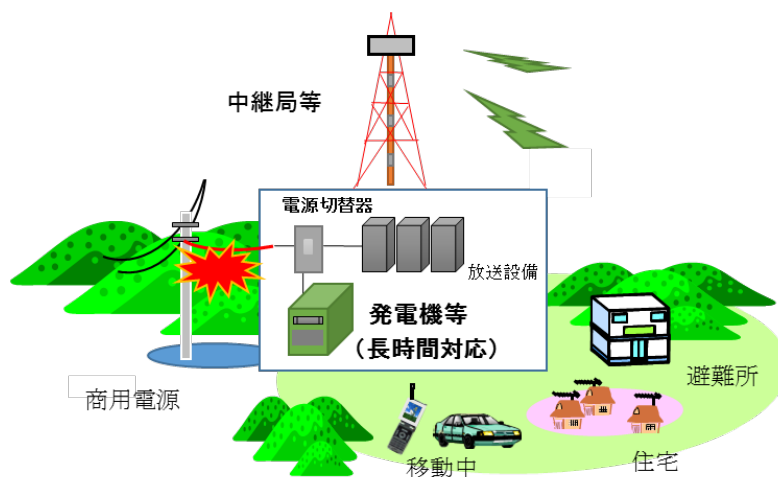 中継局等
電源切替器
放送設備
発電機等
（長時間対応）
商用電源
避難所
移動中
住宅